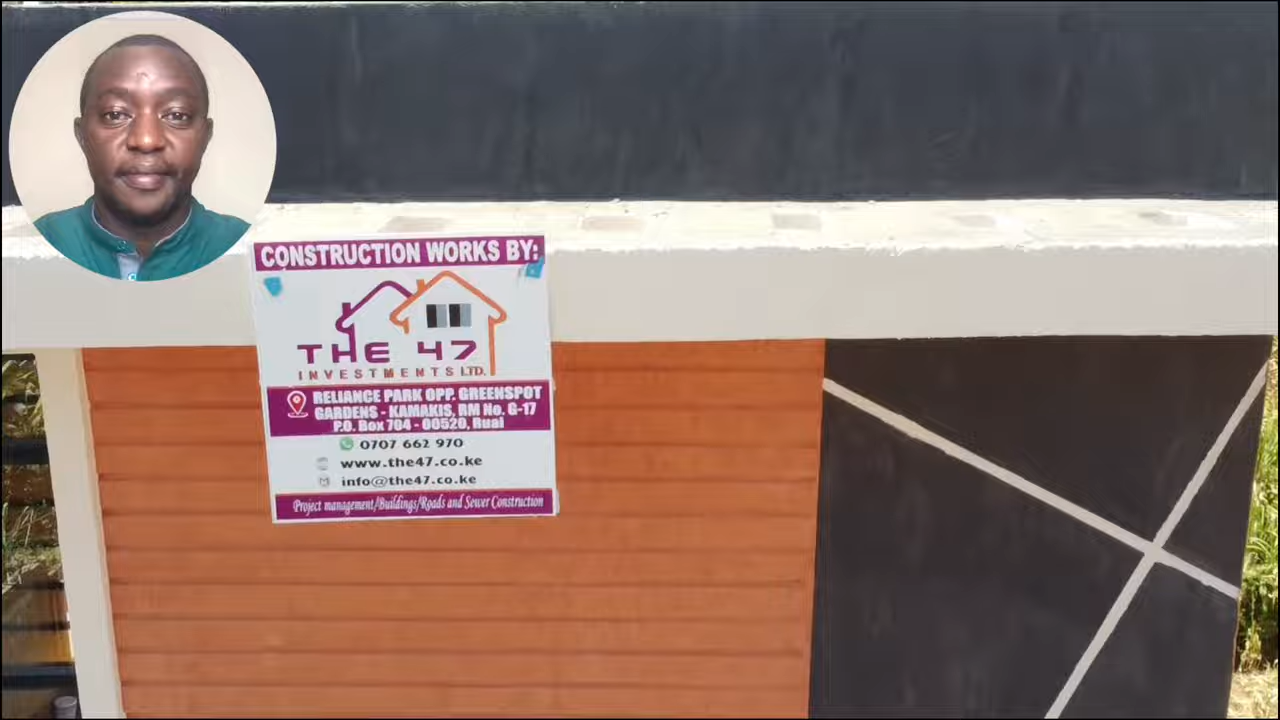 CONSTRUCTION WORKS BY:
THE 47
INVESTMENTS LTD.
RELIANCE PARK OPP. GREENSPOT
GARDENS - KAMAKIS, RM No. G-17
P.O. Box 704 - 00520, Ruai
0707 662 970
www.the47.co.ke
info@the47.co.ke
Project management/Buildings/Roads and Sewer Construction